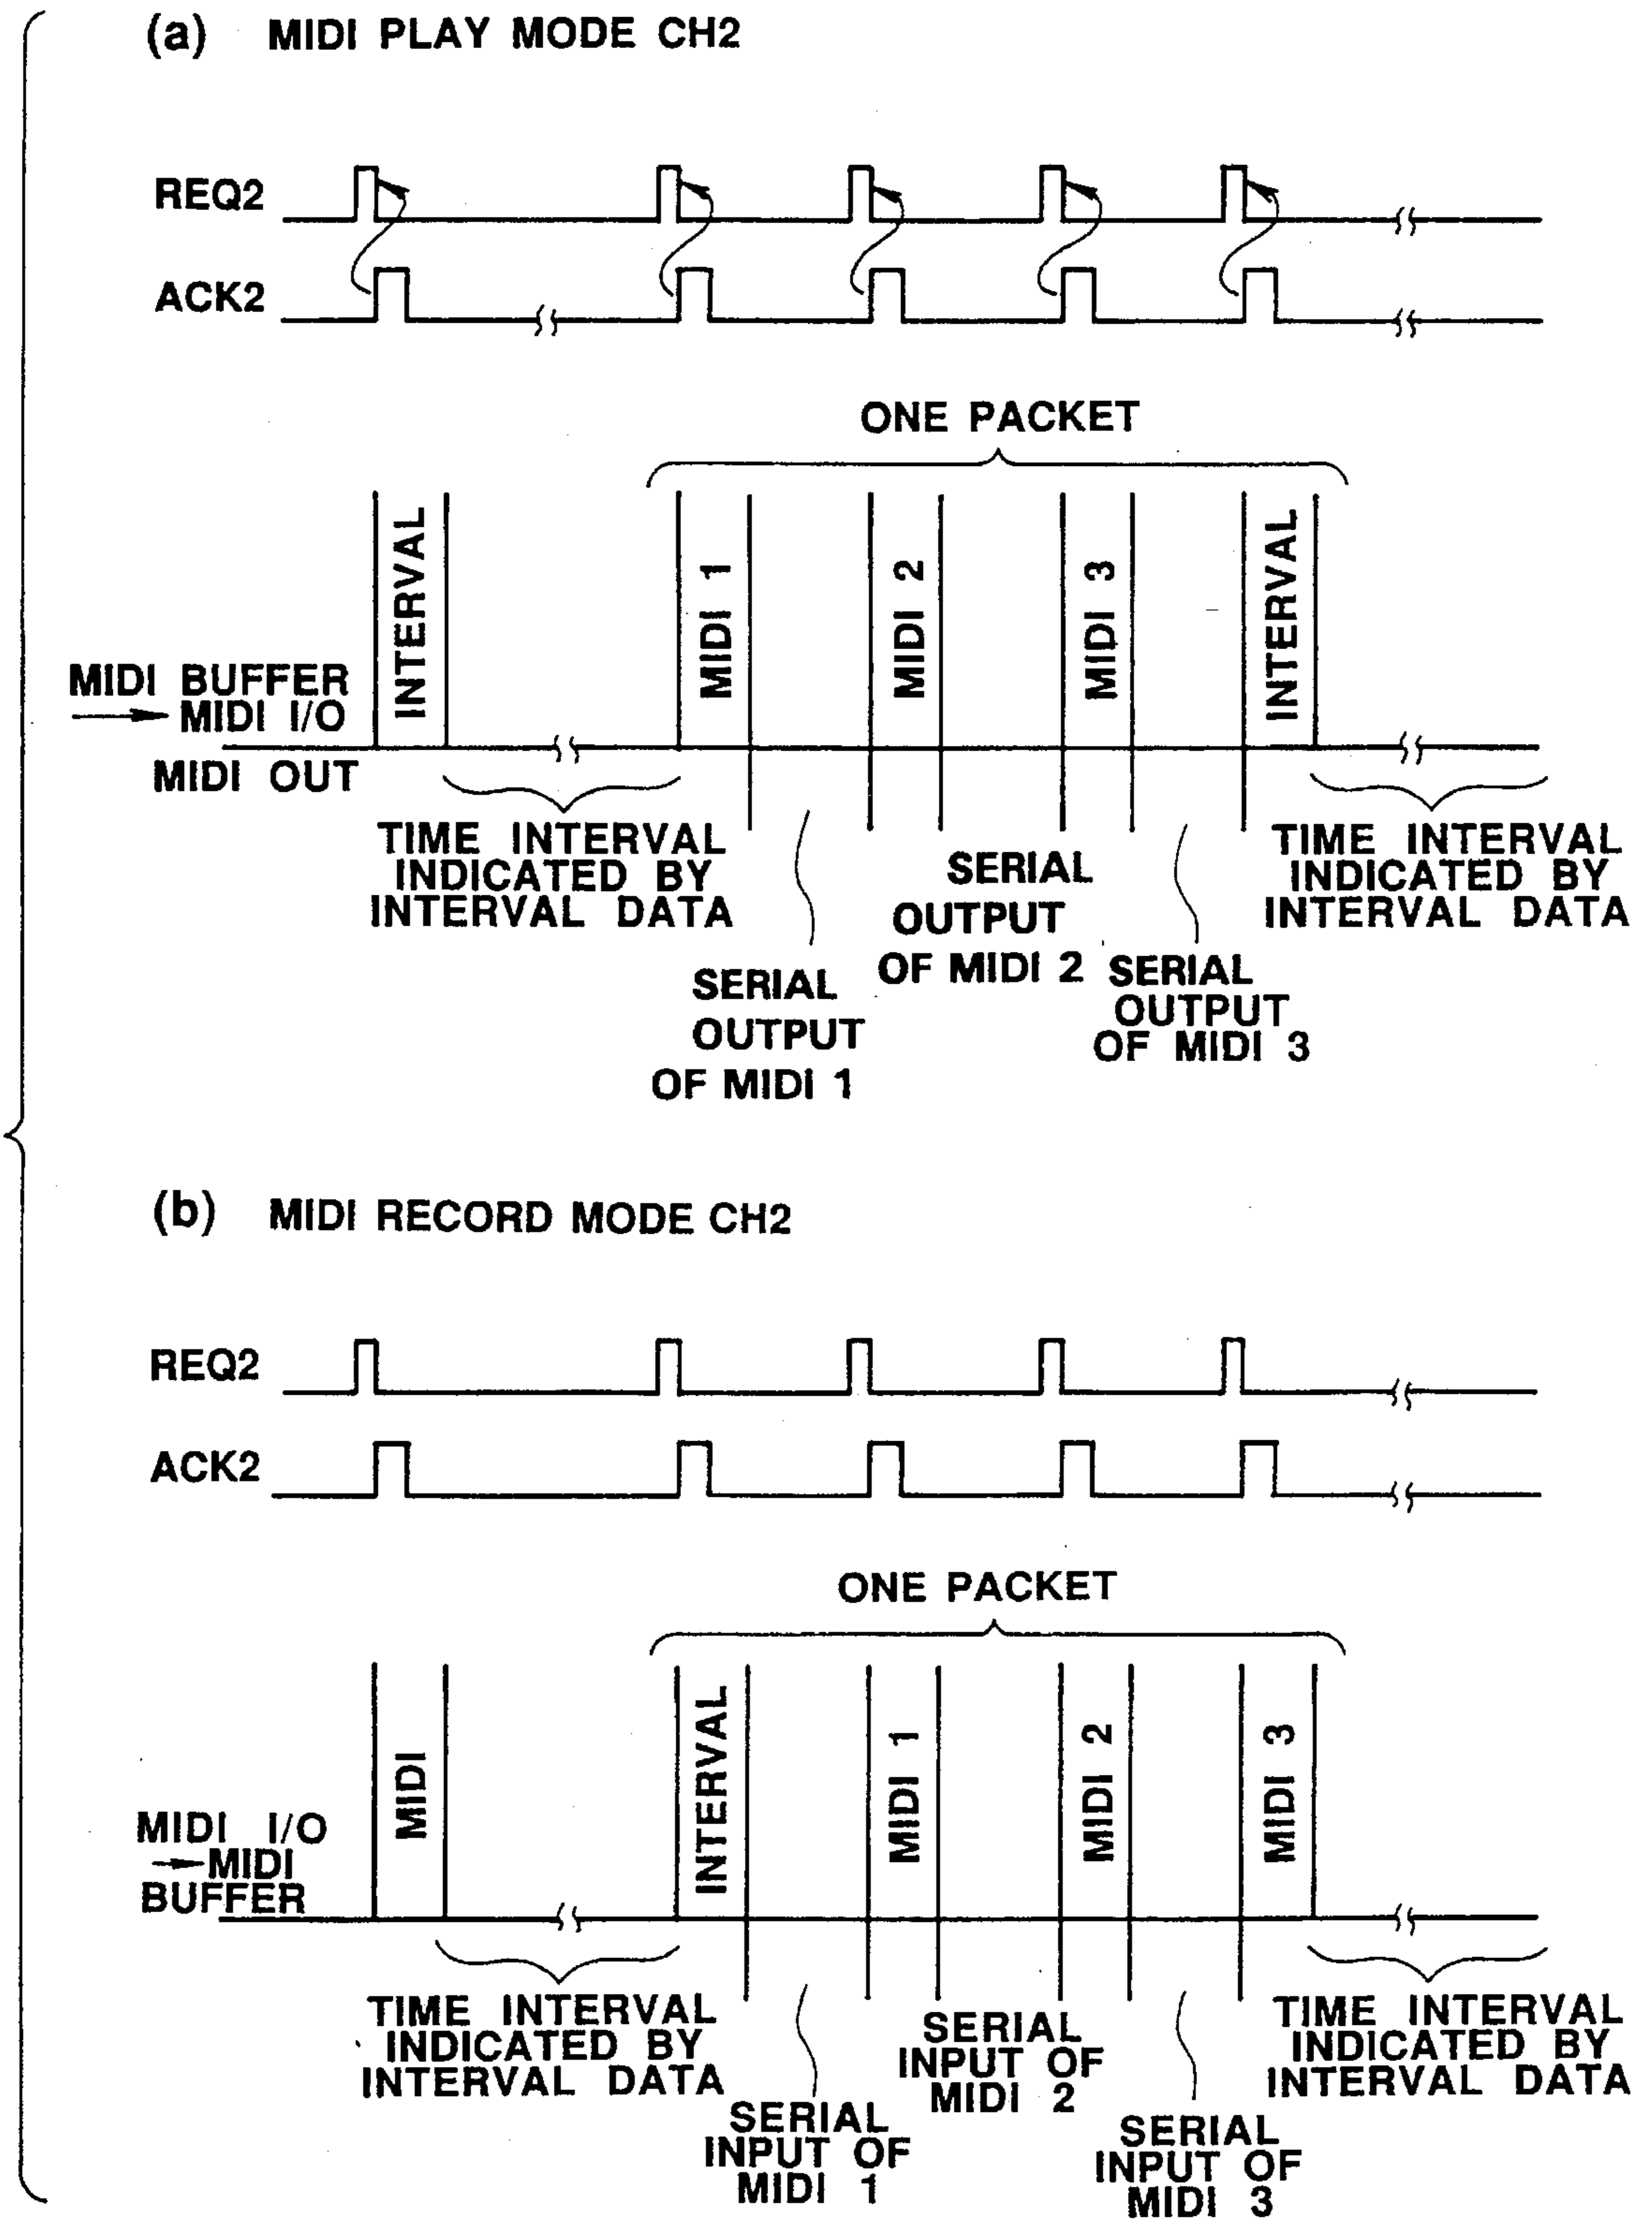 (a) MIDI PLAY MODE CH2
REQ2
ACK2
ONE PACKET
INTERVAL
MIDI 1
MIDI 2
MIDI 3
INTERVAL
MIDI BUFFER
→ MIDI I/O
MIDI OUT
TIME INTERVAL
INDICATED BY
INTERVAL DATA
SERIAL
OUTPUT
OF MIDI 1
SERIAL
OUTPUT
OF MIDI 2
SERIAL
OUTPUT
OF MIDI 3
TIME INTERVAL
INDICATED BY
INTERVAL DATA
(b) MIDI RECORD MODE CH2
REQ2
ACK2
ONE PACKET
MIDI
INTERVAL
MIDI 1
MIDI 2
MIDI 3
MIDI I/O
→MIDI
BUFFER
TIME INTERVAL
INDICATED BY
INTERVAL DATA
SERIAL
INPUT OF
MIDI 1
SERIAL
INPUT OF
MIDI 2
SERIAL
INPUT OF
MIDI 3
TIME INTERVAL
INDICATED BY
INTERVAL DATA